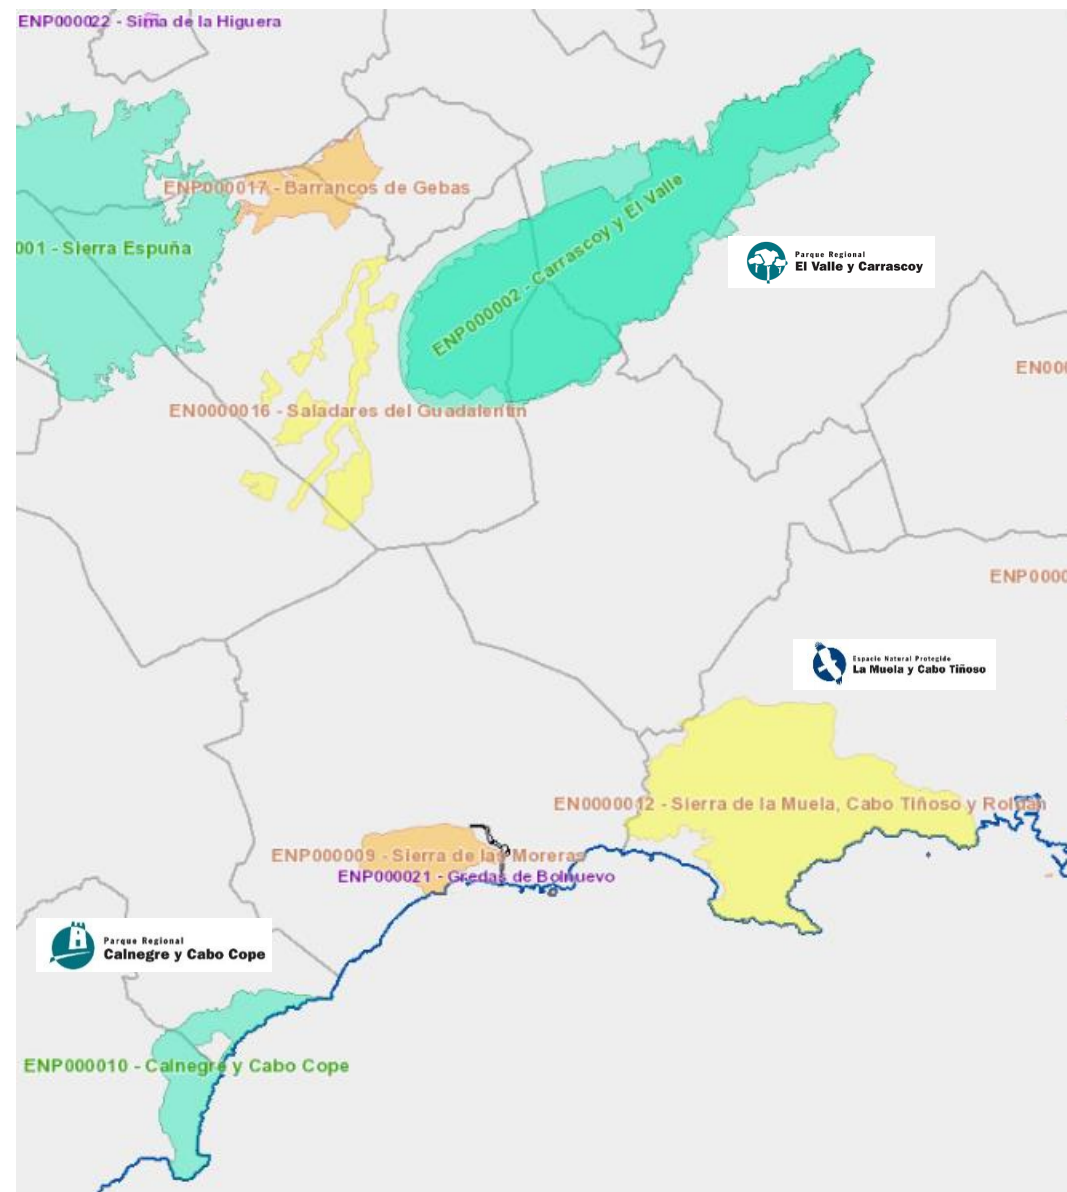 ENP000022 - Sima de la Higuera
ENP000017 - Barrancos de Gebas
001 - Sierra Espuña
ENP000002 - Carrascoy y El Valle
Parque Regional
El Valle y Carrascoy
EN00
EN0000016 - Saladares del Guadalentín
ENP0000
Espacio Natural Protegido
La Muela y Cabo Tiñoso
EN0000012 - Sierra de la Muela, Cabo Tiñoso y Roldán
ENP000009 - Sierra de las Moreras
ENP000021 - Gredas de Bolnuevo
Parque Regional
Calnegre y Cabo Cope
ENP000010 - Calnegre y Cabo Cope